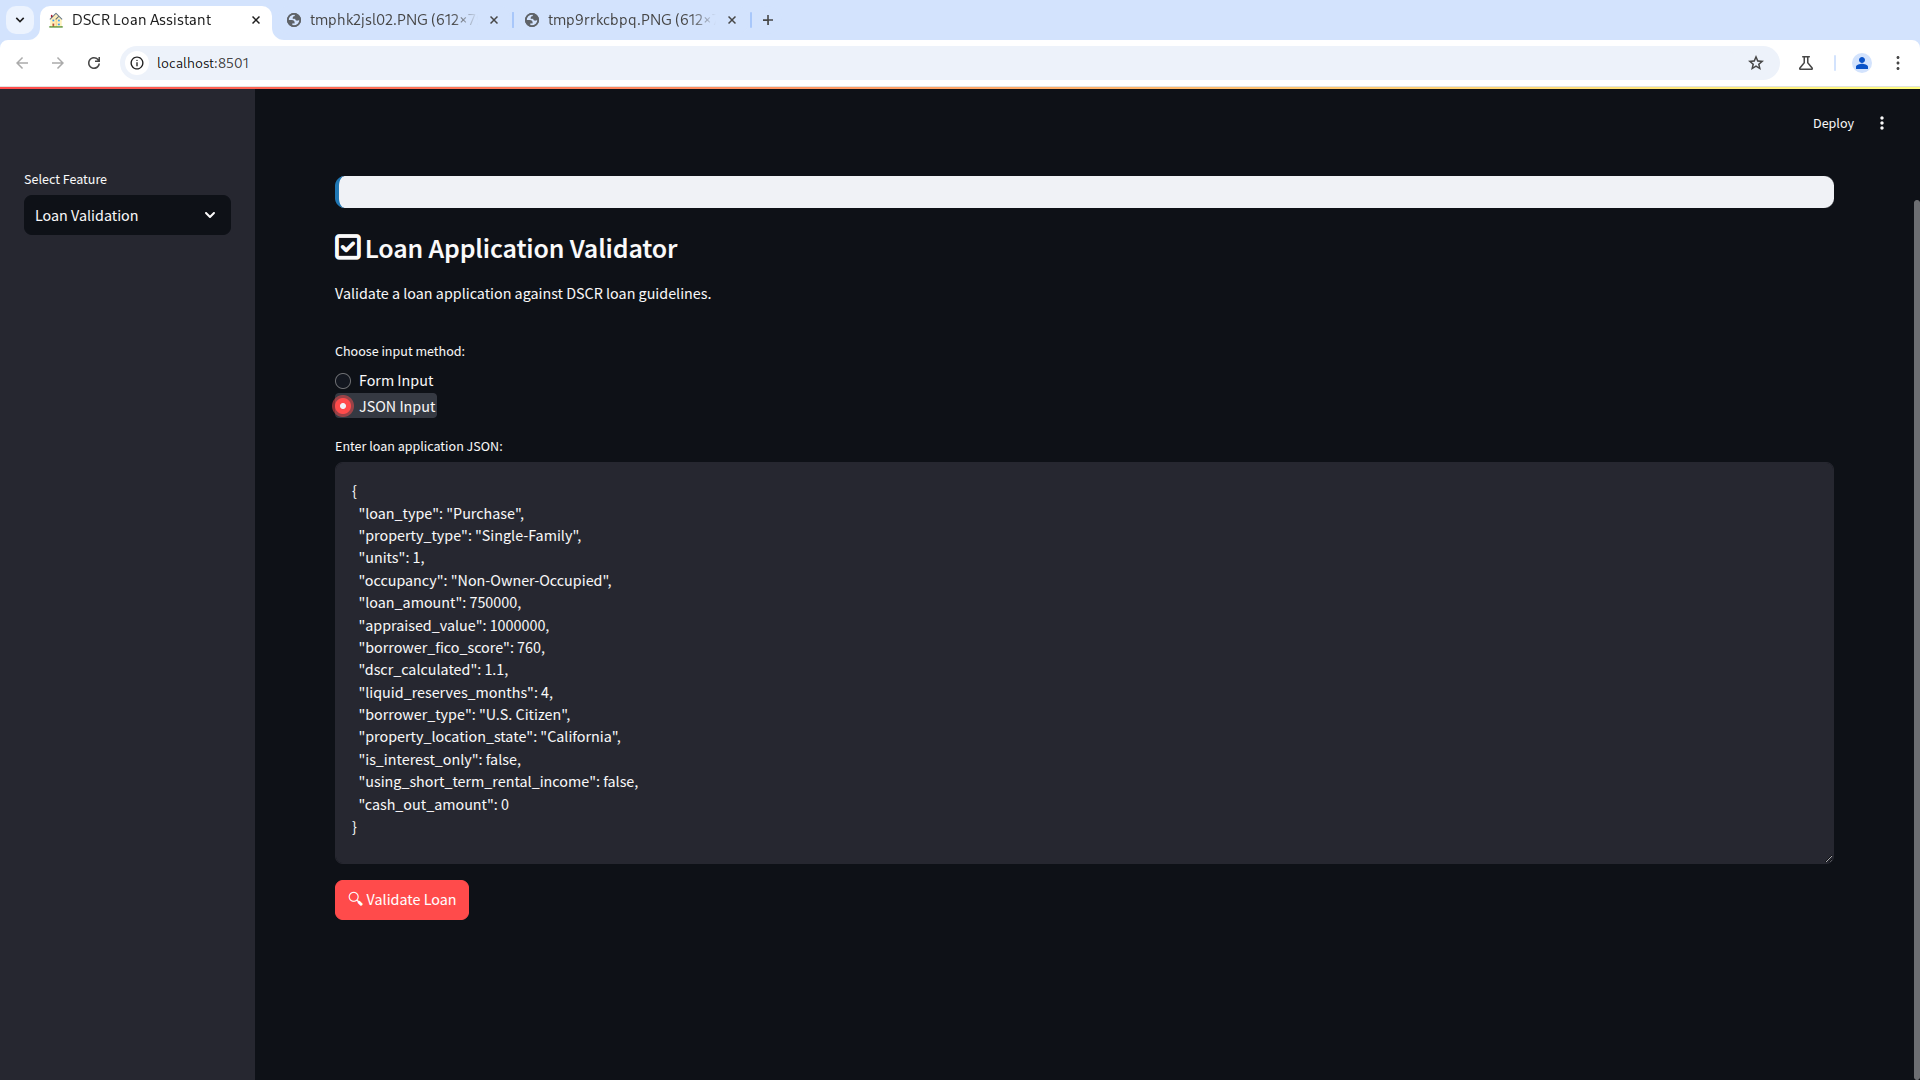 DSCR Loan Assistant
tmphk2jsl02.PNG (612×7
tmp9rrkcbpq.PNG (612×
localhost:8501
Deploy
Select Feature
Loan Validation
Loan Application Validator
Validate a loan application against DSCR loan guidelines.
Choose input method:
Form Input
JSON Input
Enter loan application JSON:
{
"loan_type": "Purchase",
"property_type": "Single-Family",
"units": 1,
"occupancy": "Non-Owner-Occupied",
"loan_amount": 750000,
"appraised_value": 1000000,
"borrower_fico_score": 760,
"dscr_calculated": 1.1,
"liquid_reserves_months": 4,
"borrower_type": "U.S. Citizen",
"property_location_state": "California",
"is_interest_only": false,
"using_short_term_rental_income": false,
"cash_out_amount": 0
}
Validate Loan